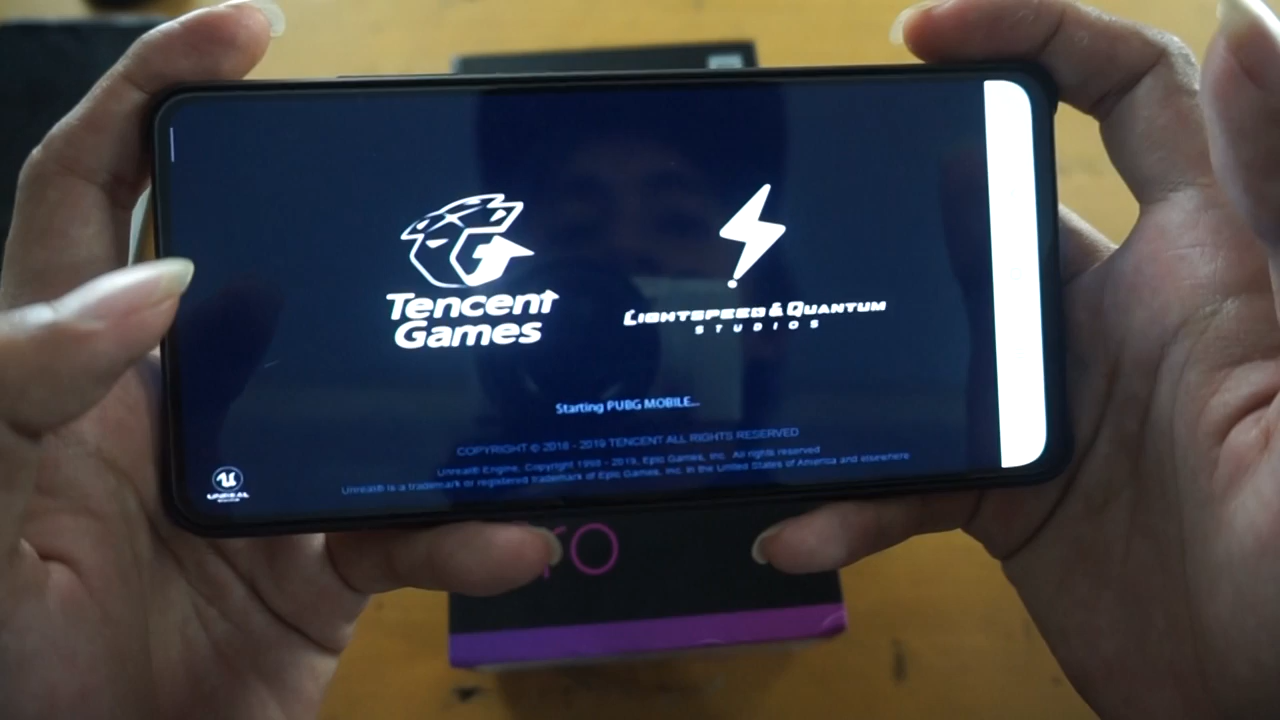 Tencent
Games
LIGHTSPEED & QUANTUM
STUDIOS
Starting PUBG MOBILE...
COPYRIGHT © 2018 - 2019 TENCENT ALL RIGHTS RESERVED
Unreal® Engine, Copyright 1998 - 2019, Epic Games, Inc. All rights reserved
Unreal® is a trademark or registered trademark of Epic Games, Inc. in the United States of America and elsewhere
UNREAL
ro